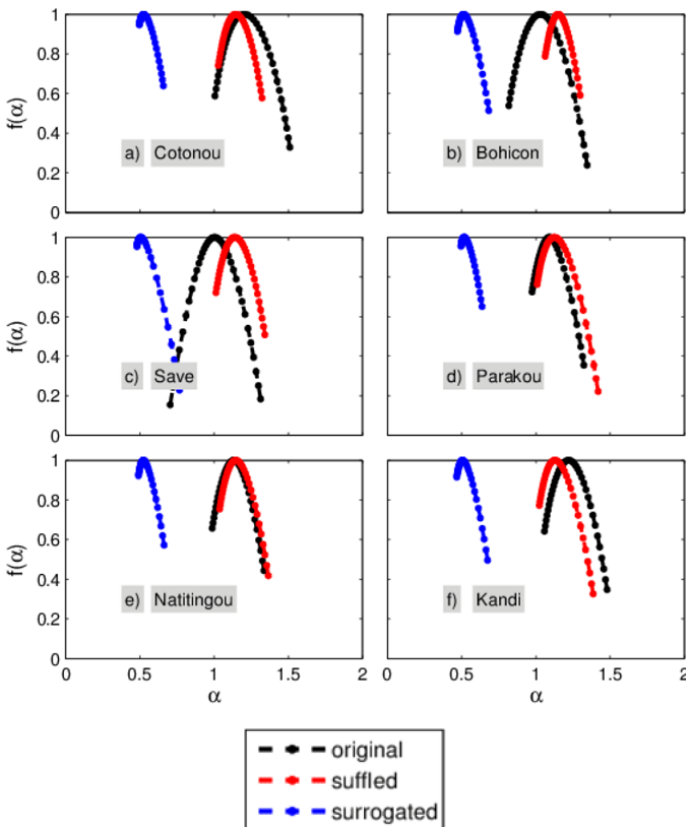 1
0.8
0.6
0.4
0.2
0
f(α)
a) Cotonou
b) Bohicon
1
0.8
0.6
0.4
0.2
0
f(α)
c) Save
d) Parakou
1
0.8
0.6
0.4
0.2
0
f(α)
e) Natitingou
f) Kandi
0 0.5 1 1.5 2
0.5 1 1.5 2
α
α
original
suffled
surrogated